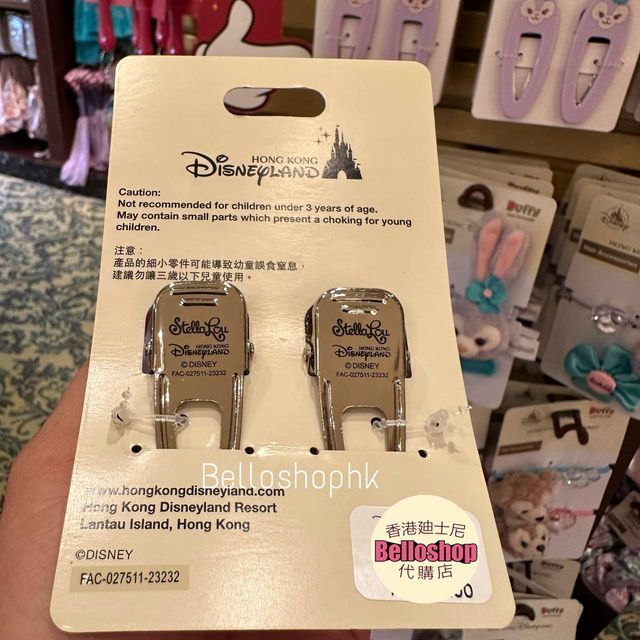 HONG KONG
Disneyland
Caution:
Not recommended for children under 3 years of age.
May contain small parts which present a choking for young
children.
注意：
產品的細小零件可能導致幼童誤食窒息，
建議勿讓三歲以下兒童使用。
StellaLou
HONG KONG
Disneyland
© DISNEY
FAC-027511-23232
StellaLou
HONG KONG
Disneyland
© DISNEY
FAC-027511-23232
Belloshophk
www.hongkongdisneyland.com
Hong Kong Disneyland Resort
Lantau Island, Hong Kong
©DISNEY
FAC-027511-23232
香港廸士尼
Belloshop
代購店
Duffy
Duffy
Duffy